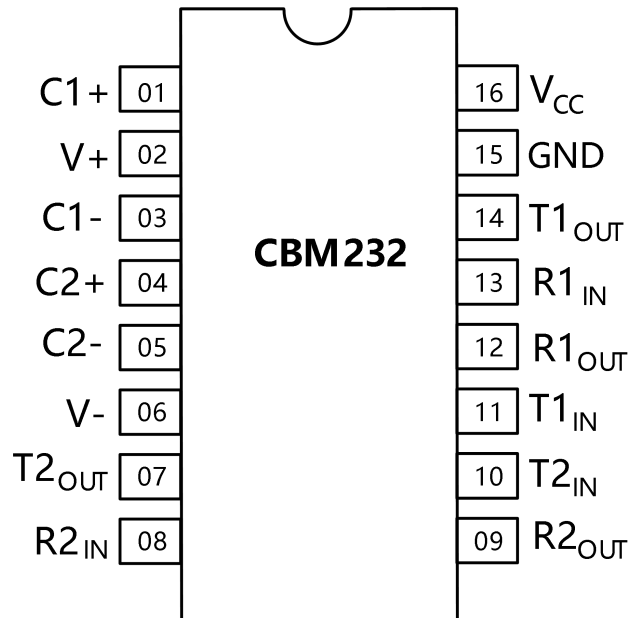 C1+ 01 16 VCC
V+ 02 15 GND
C1- 03 14 T1OUT
CBM232
C2+ 04 13 R1IN
C2- 05 12 R1OUT
V- 06 11 T1IN
T2OUT 07 10 T2IN
R2IN 08 09 R2OUT